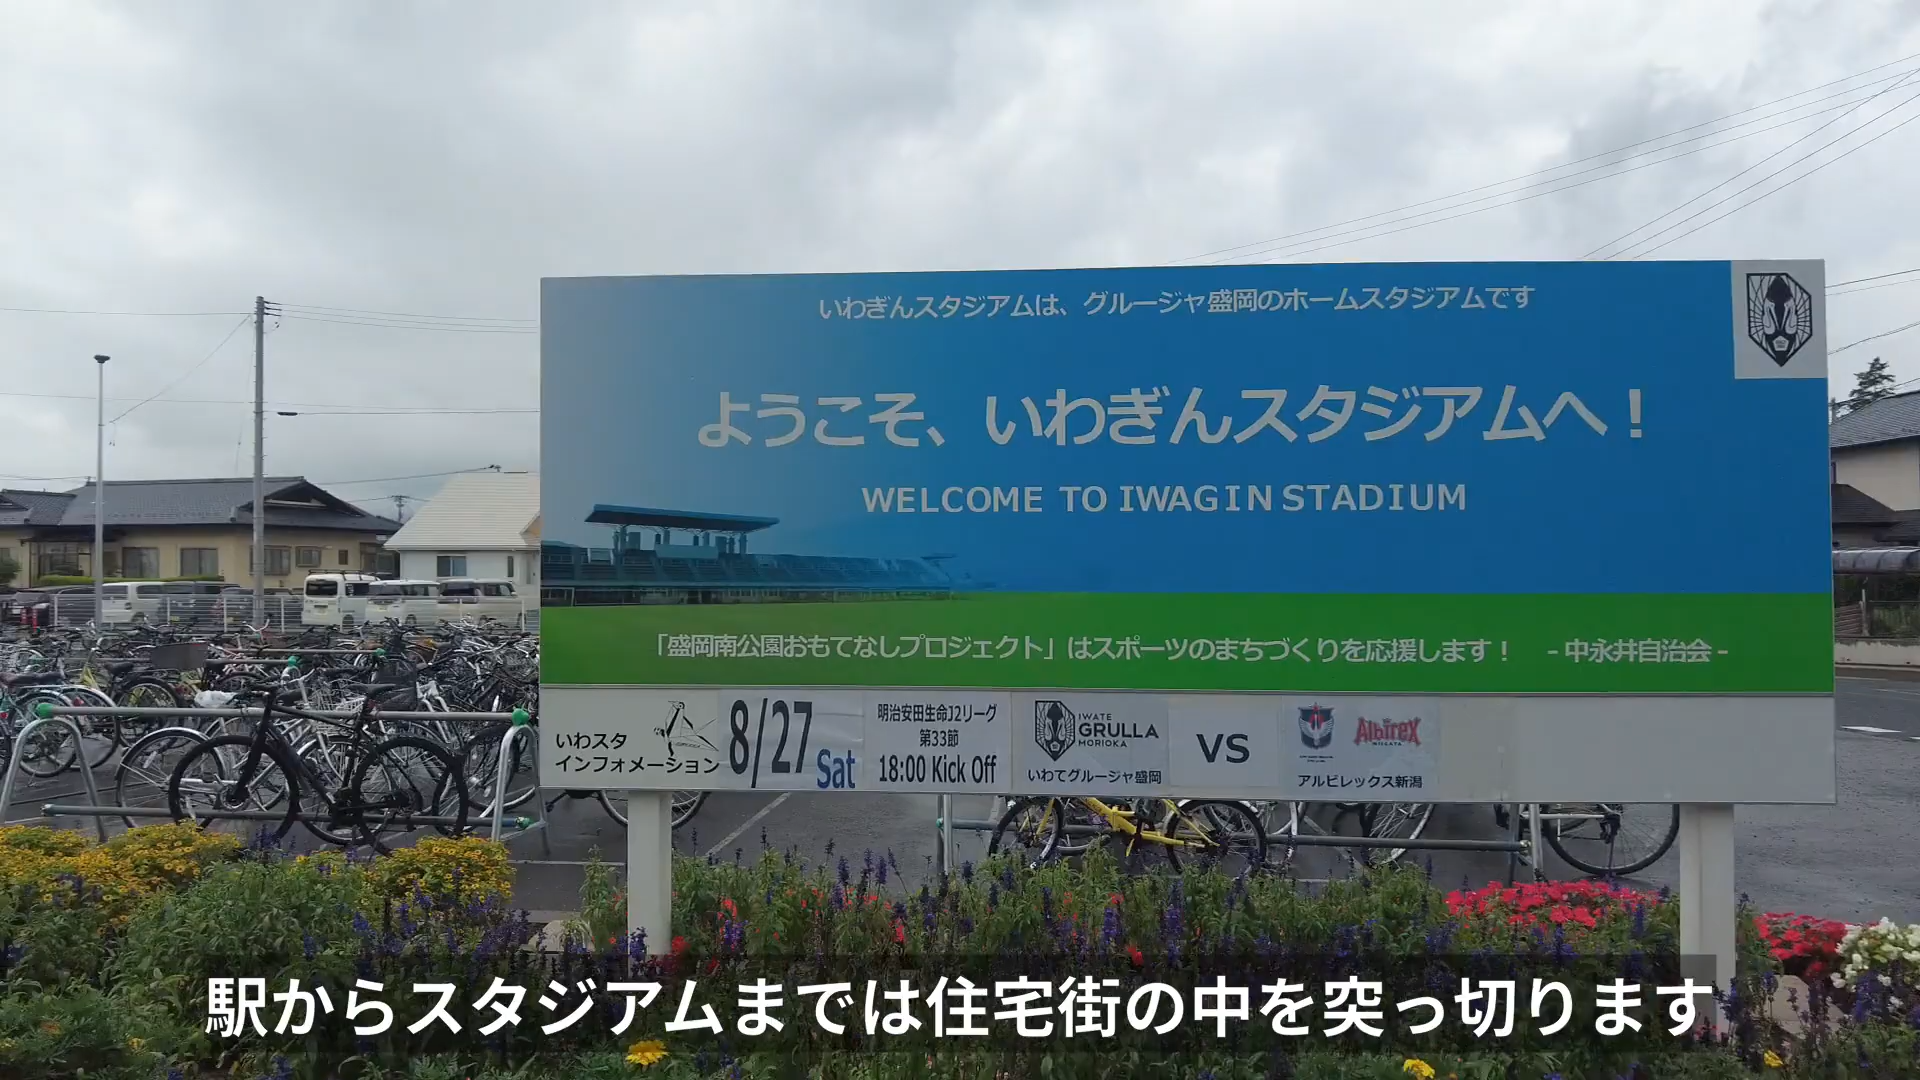 いわぎんスタジアムは、グルージャ盛岡のホームスタジアムです
ようこそ、いわぎんスタジアムへ！
WELCOME TO IWAGIN STADIUM
「盛岡南公園おもてなしプロジェクト」はスポーツのまちづくりを応援します！ -中永井自治会-
いわスタ
インフォメーション
8/27 Sat
明治安田生命J2リーグ
第33節
18:00 Kick Off
IWATE
GRULLA
MORIOKA
いわてグルージャ盛岡
VS
Albirex
NIIGATA
アルビレックス新潟
駅からスタジアムまでは住宅街の中を突っ切ります